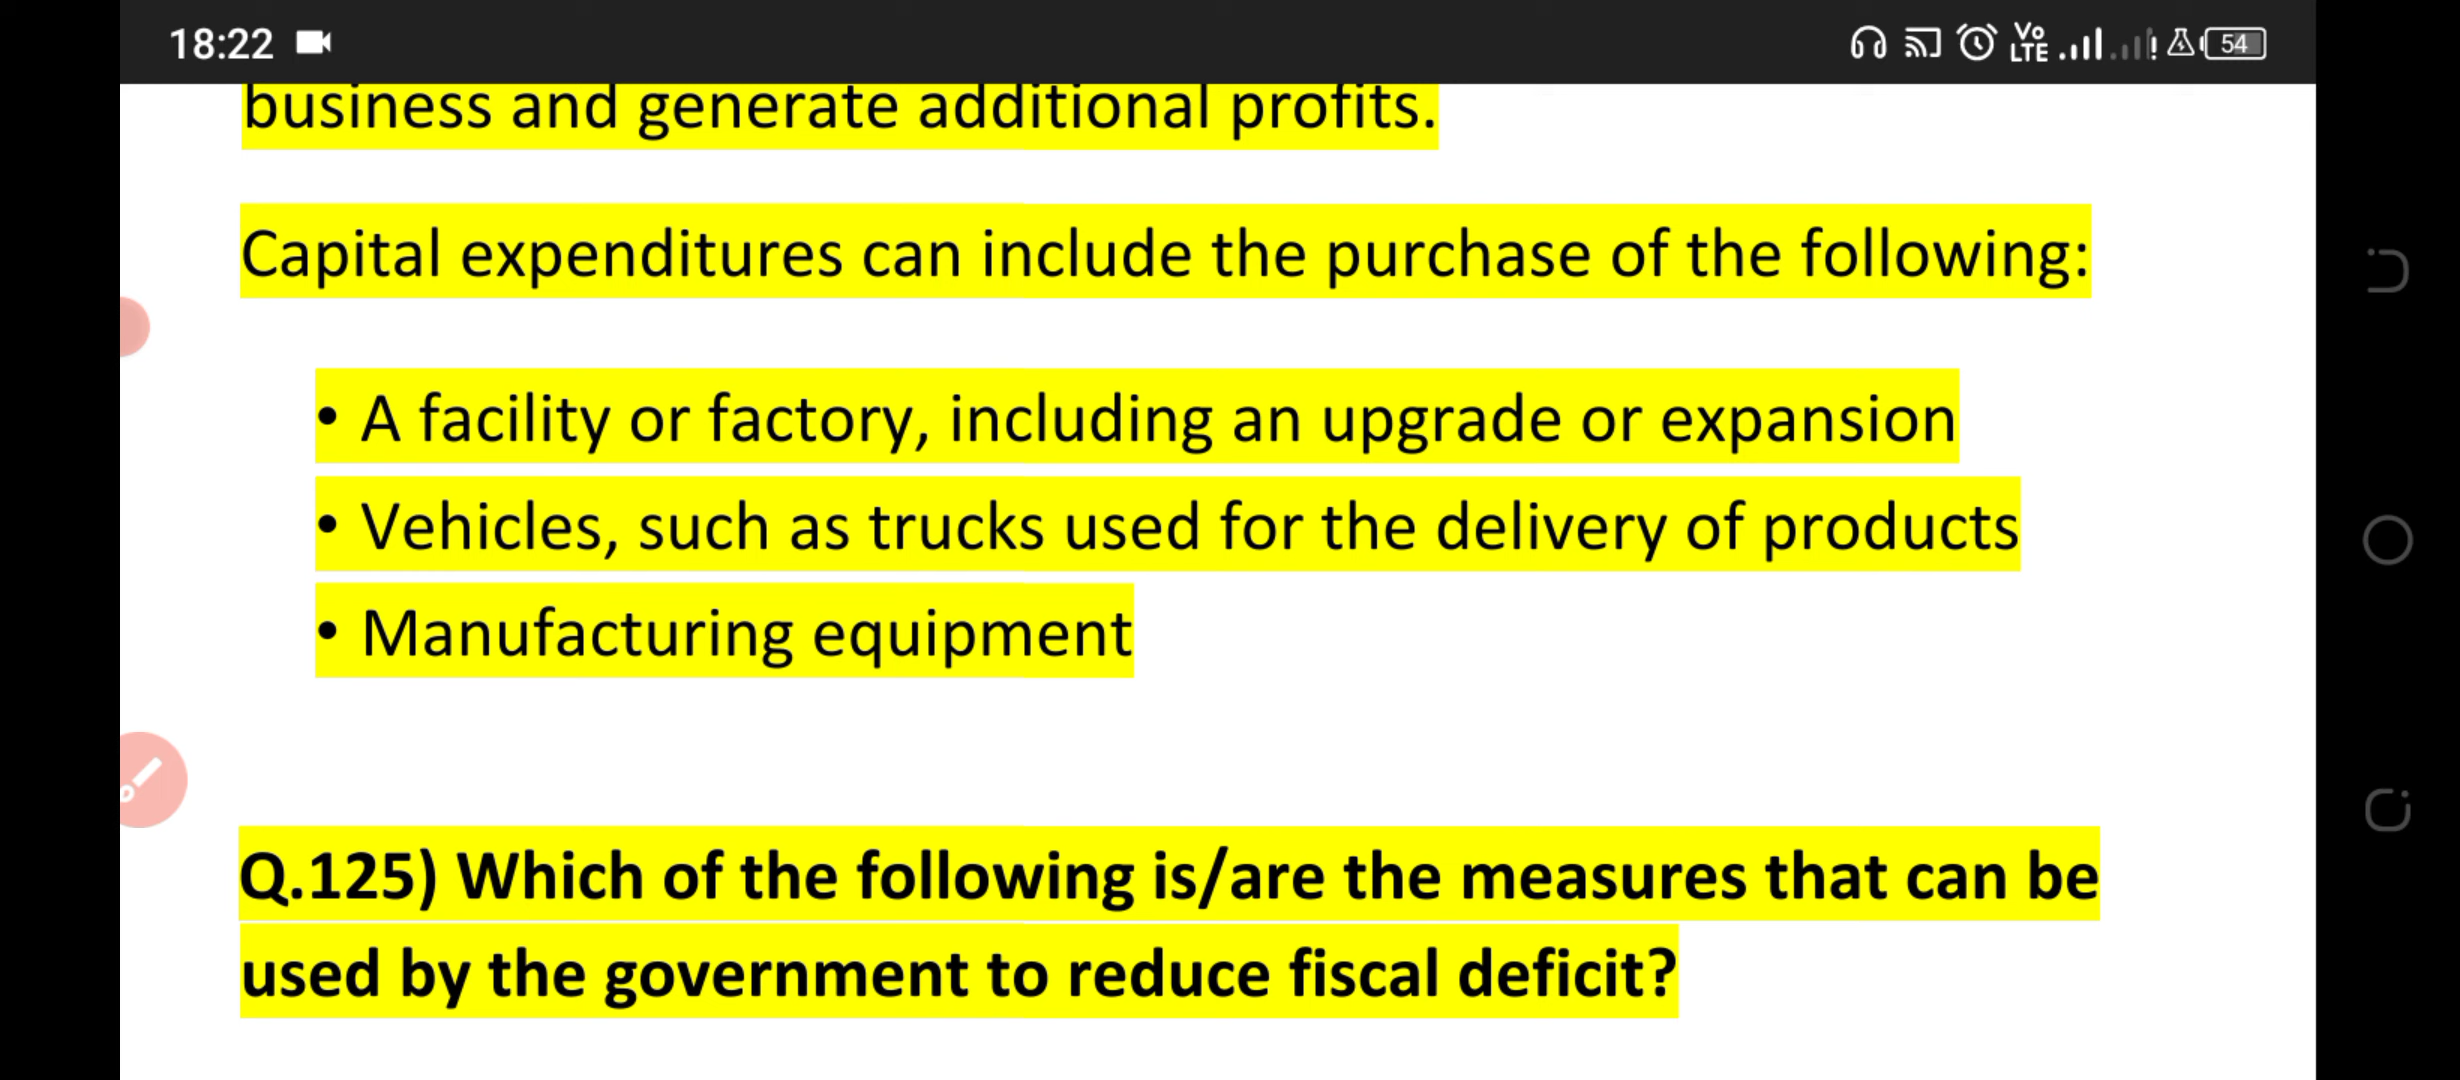 18:22
Vo
LTE
54
business and generate additional profits.
Capital expenditures can include the purchase of the following:
• A facility or factory, including an upgrade or expansion
• Vehicles, such as trucks used for the delivery of products
• Manufacturing equipment
Q.125) Which of the following is/are the measures that can be
used by the government to reduce fiscal deficit?